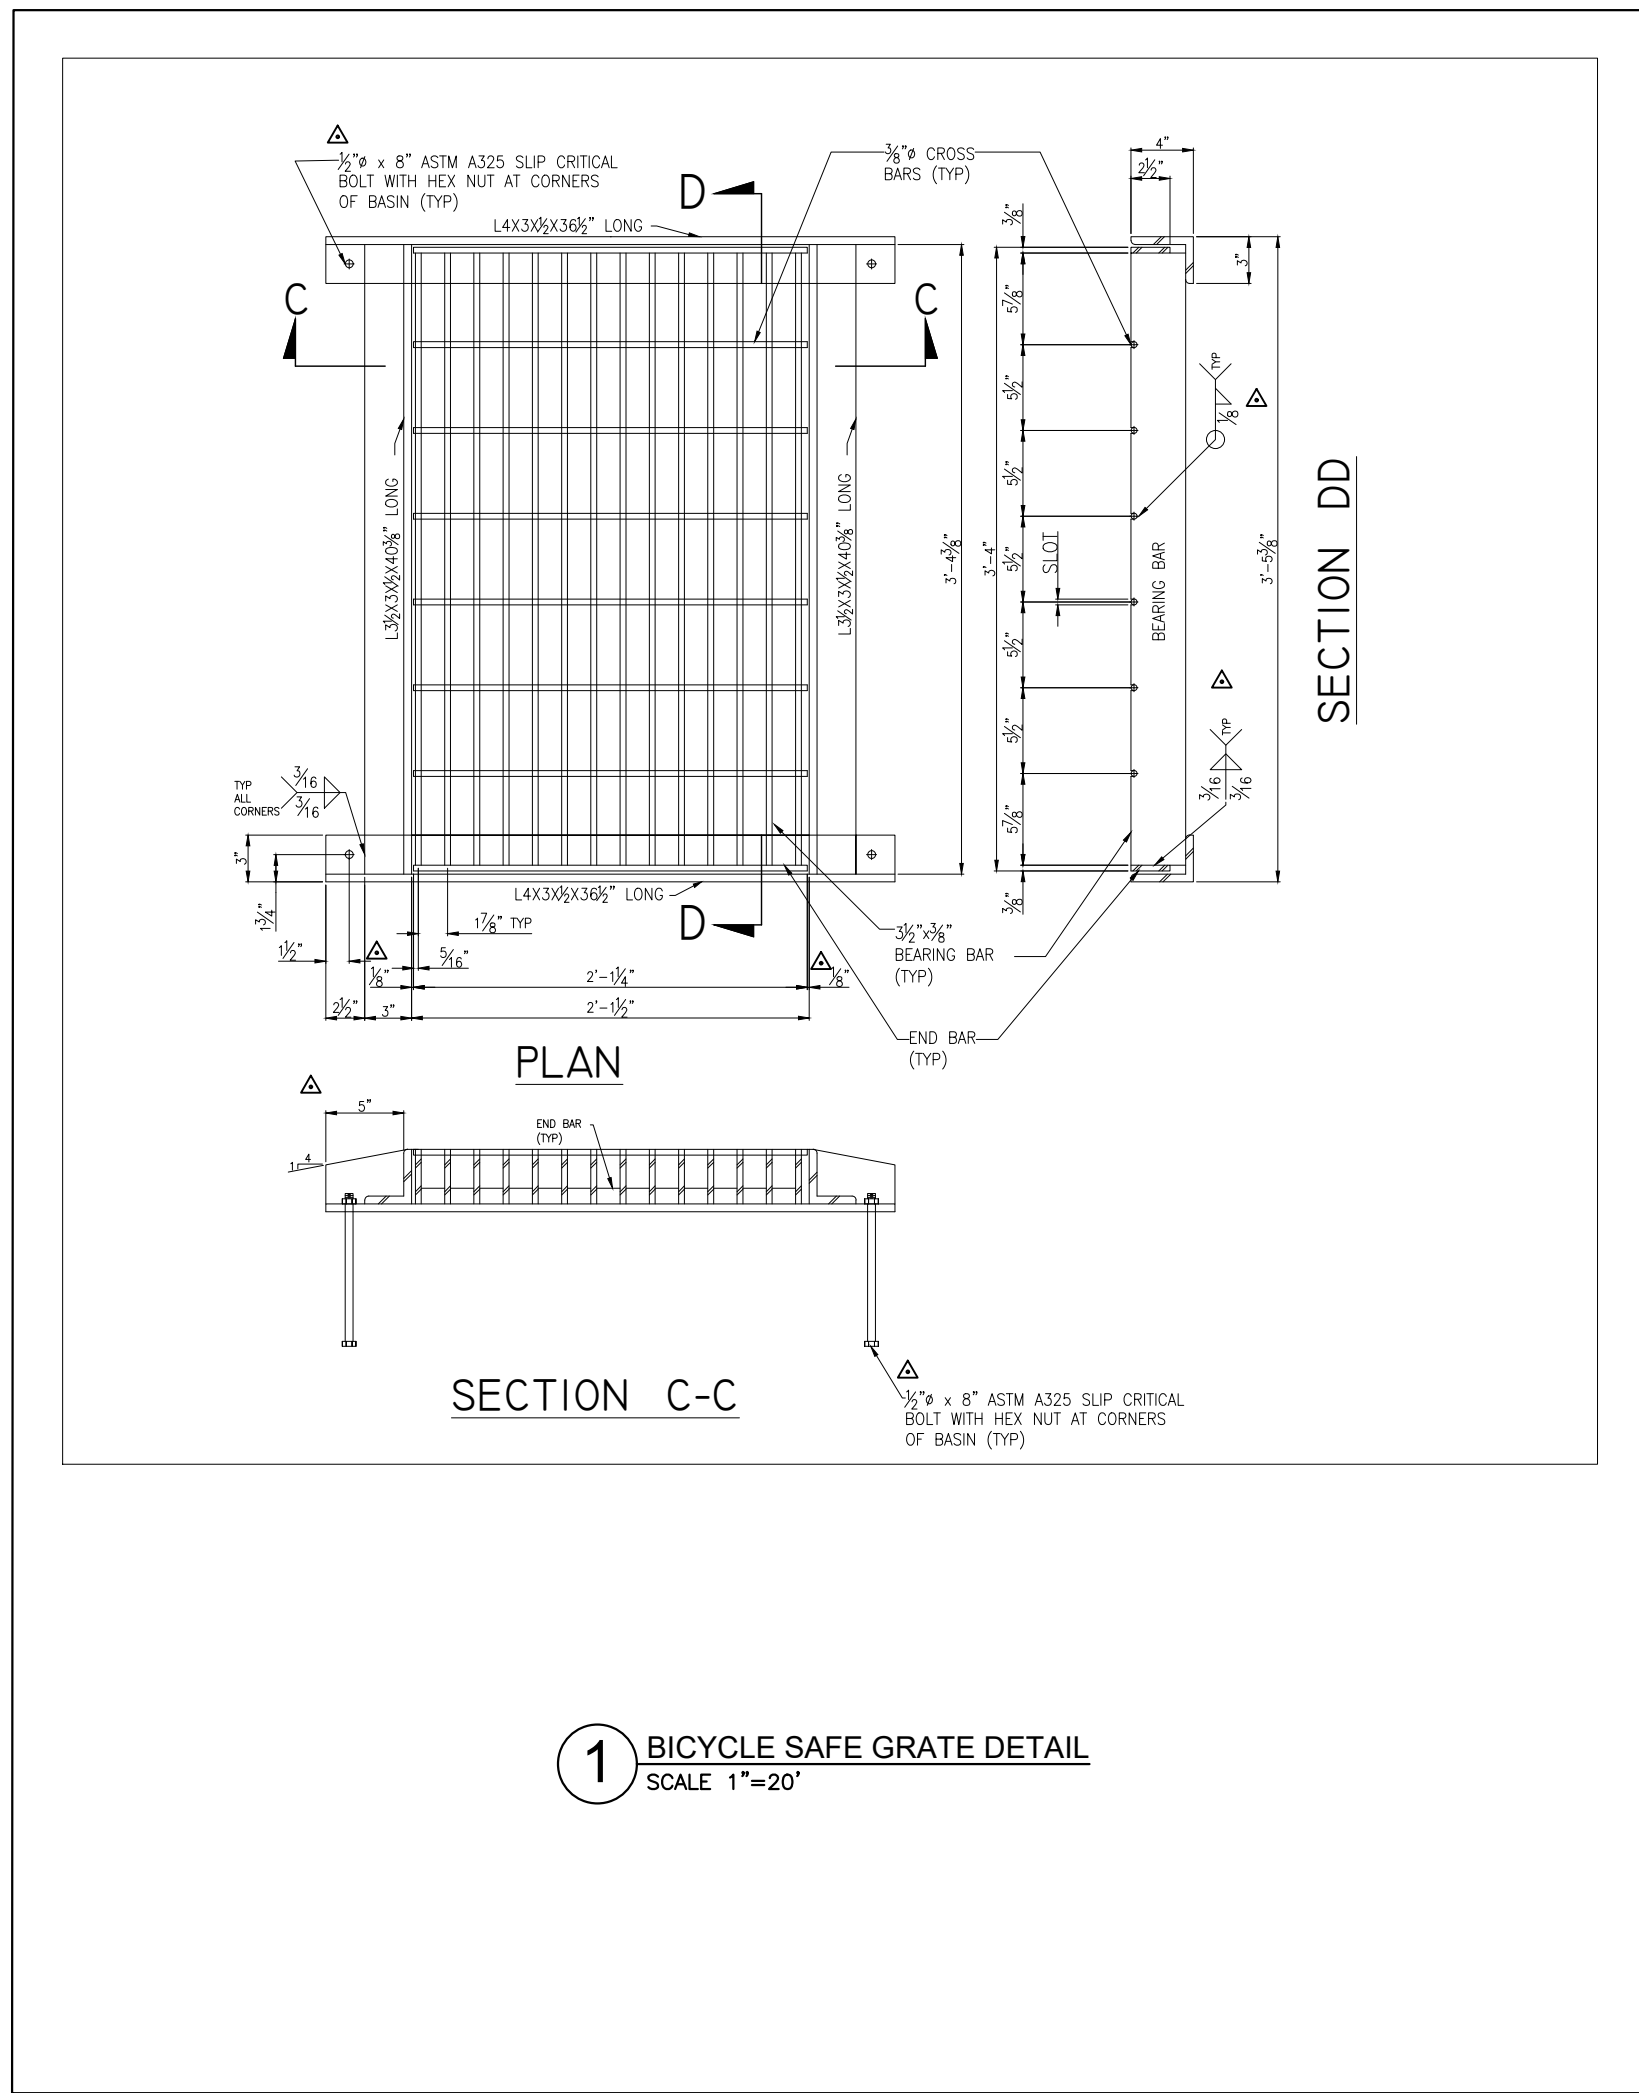 ½"ø x 8" ASTM A325 SLIP CRITICAL
BOLT WITH HEX NUT AT CORNERS
OF BASIN (TYP)
D
L4X3X½X36½" LONG
⅜"ø CROSS
BARS (TYP)
4"
2½"
⅜"
3"
C
C
5⅞"
5½"
5½"
5½"
5½"
5½"
5⅞"
⅜"
TYP
1/8
L3½X3X½X40⅜" LONG
L3½X3X½X40⅜" LONG
3'-4⅜"
3'-4"
SLOT
BEARING BAR
3'-5⅜"
SECTION DD
TYP
3/16
3/16
TYP
ALL
CORNERS
3/16
3/16
3"
1¾"
1½"
L4X3X½X36½" LONG
D
1⅞" TYP
5/16"
⅛"
2'-1¼"
⅛"
2½"
3"
2'-1½"
3½"x⅜"
BEARING BAR
(TYP)
END BAR
(TYP)
PLAN
5"
END BAR
(TYP)
1
4
SECTION C-C
½"ø x 8" ASTM A325 SLIP CRITICAL
BOLT WITH HEX NUT AT CORNERS
OF BASIN (TYP)
1
BICYCLE SAFE GRATE DETAIL
SCALE 1"=20'